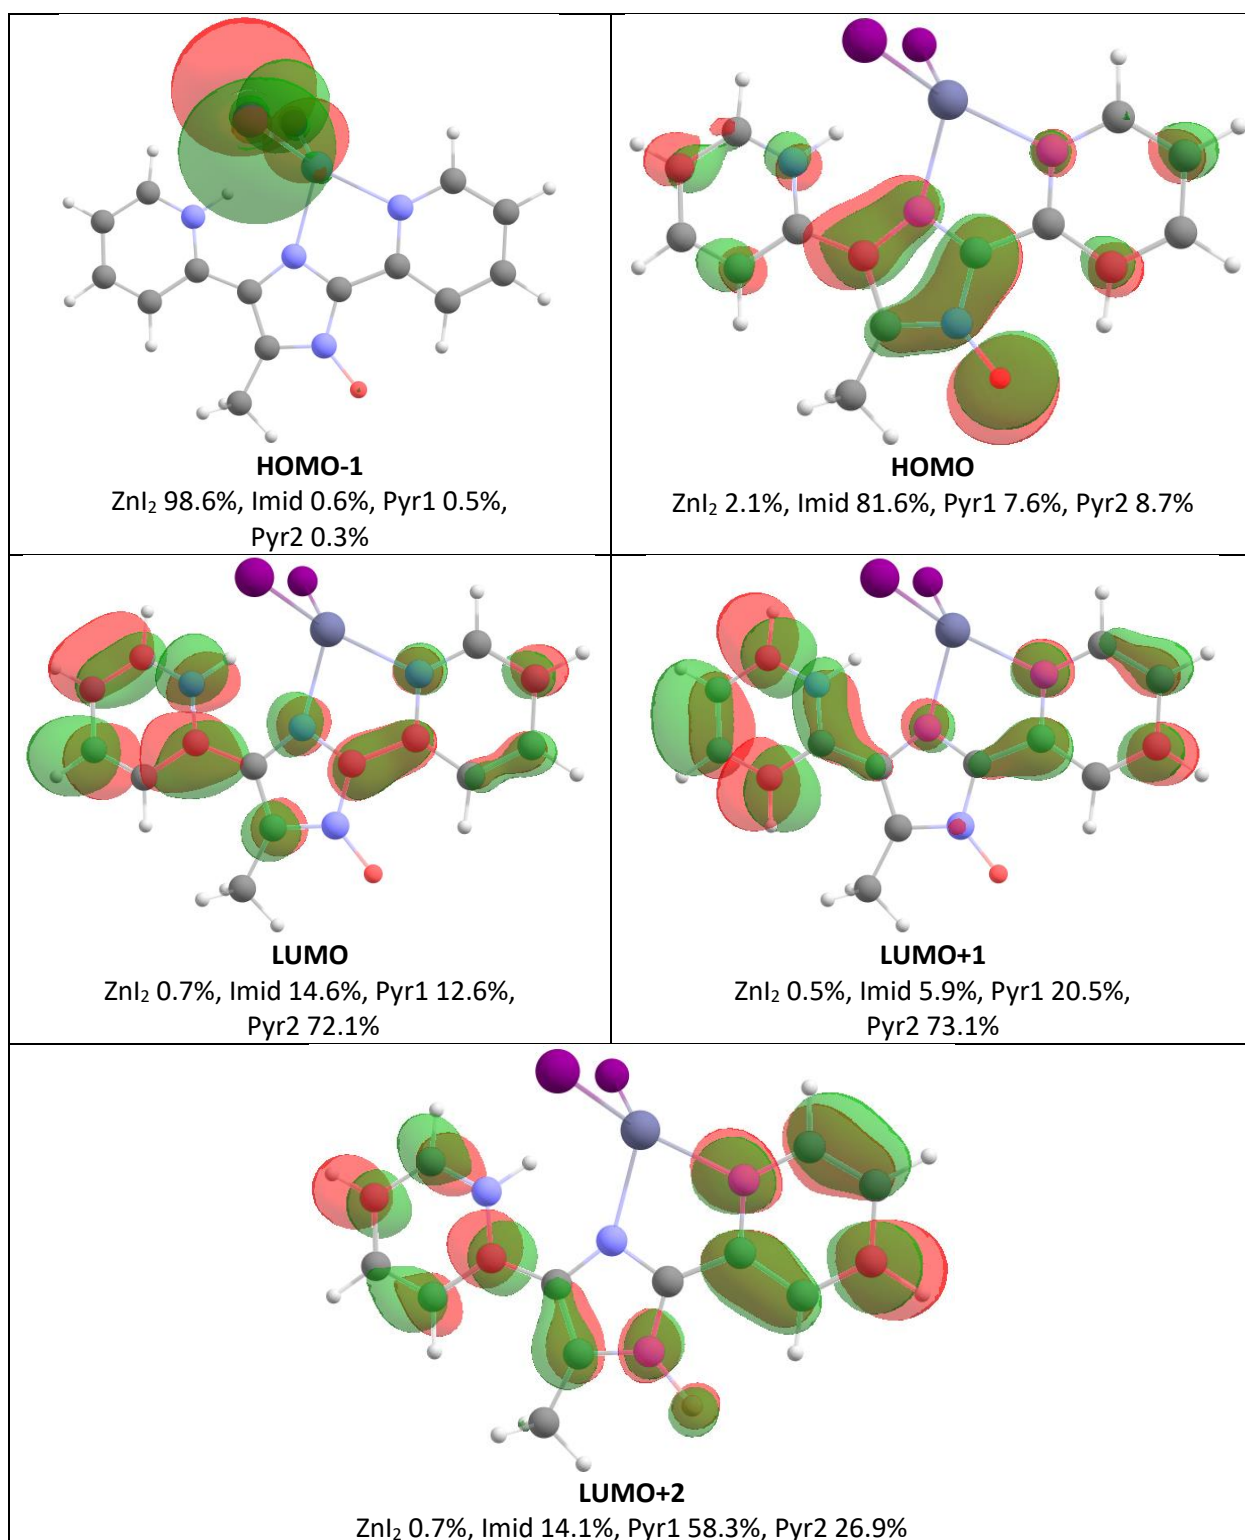 HOMO-1
ZnI₂ 98.6%, Imid 0.6%, Pyr1 0.5%,
Pyr2 0.3%
HOMO
ZnI₂ 2.1%, Imid 81.6%, Pyr1 7.6%, Pyr2 8.7%
LUMO
ZnI₂ 0.7%, Imid 14.6%, Pyr1 12.6%,
Pyr2 72.1%
LUMO+1
ZnI₂ 0.5%, Imid 5.9%, Pyr1 20.5%,
Pyr2 73.1%
LUMO+2
ZnI₂ 0.7%, Imid 14.1%, Pyr1 58.3%, Pyr2 26.9%